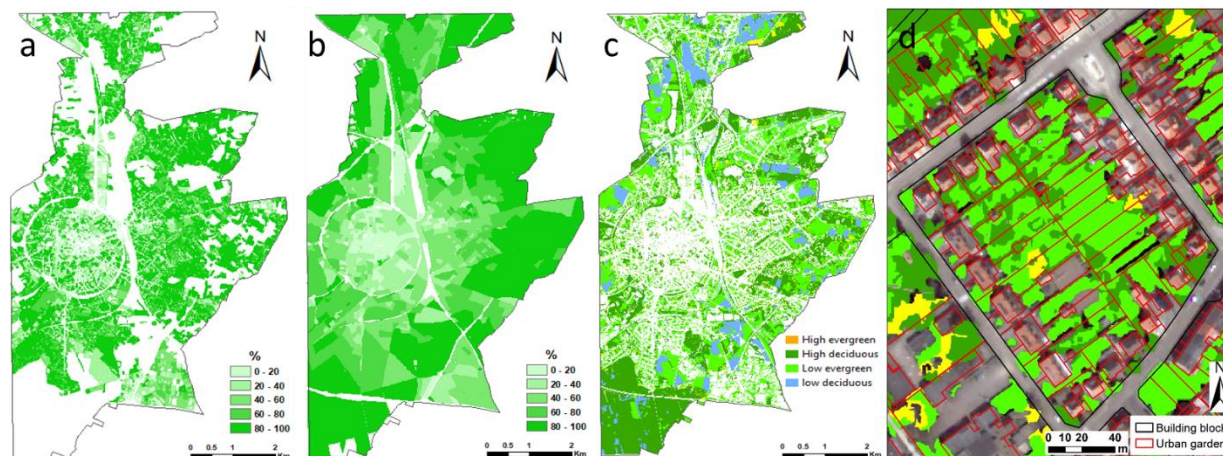 a
N
%
0 - 20
20 - 40
40 - 60
60 - 80
80 - 100
0 0.5 1 2
Km
b
N
%
0 - 20
20 - 40
40 - 60
60 - 80
80 - 100
0 0.5 1 2
Km
c
N
High evergreen
High deciduous
Low evergreen
low deciduous
0 0.5 1 2
Km
d
N
0 10 20 40
m
Building block
Urban garden